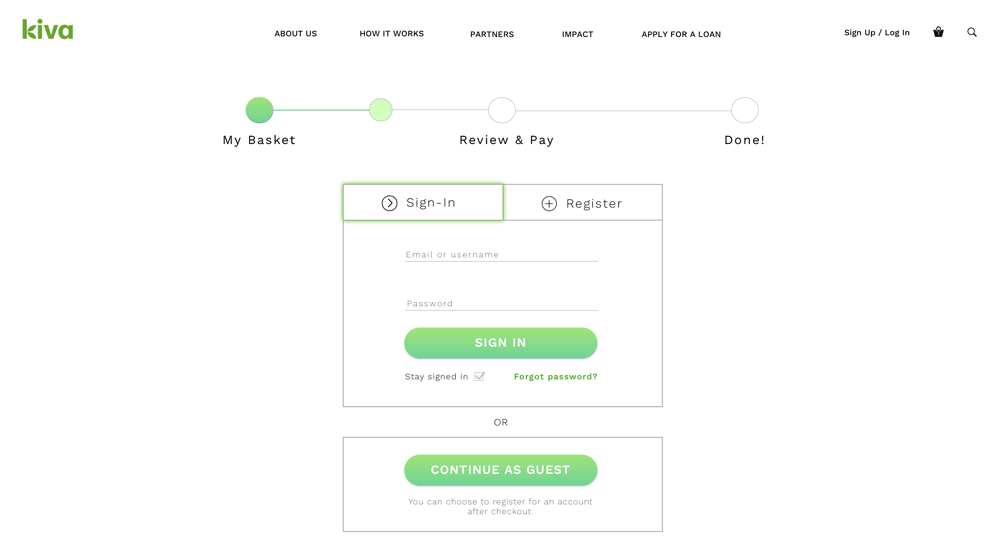 kiva
ABOUT US
HOW IT WORKS
PARTNERS
IMPACT
APPLY FOR A LOAN
Sign Up / Log In
My Basket
Review & Pay
Done!
Sign-In
Register
Email or username
Password
SIGN IN
Stay signed in
Forgot password?
OR
CONTINUE AS GUEST
You can choose to register for an account
after checkout.